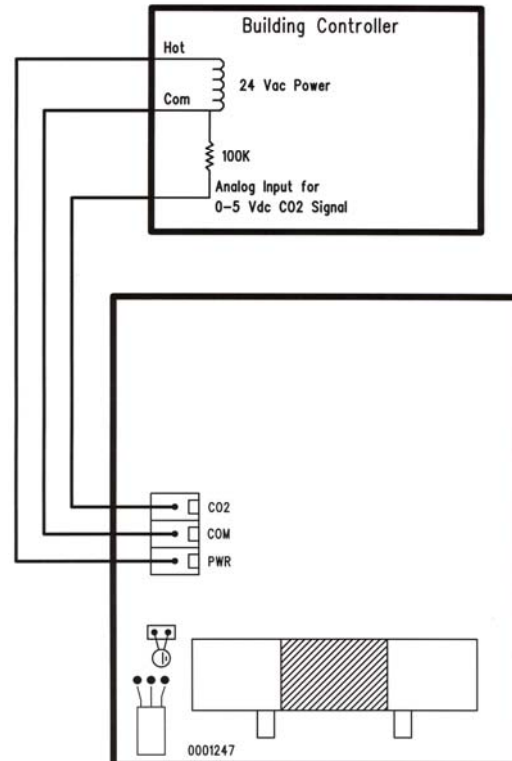 Building Controller
Hot
24 Vac Power
Com
100K
Analog Input for
0-5 Vdc CO2 Signal
CO2
COM
PWR
0001247